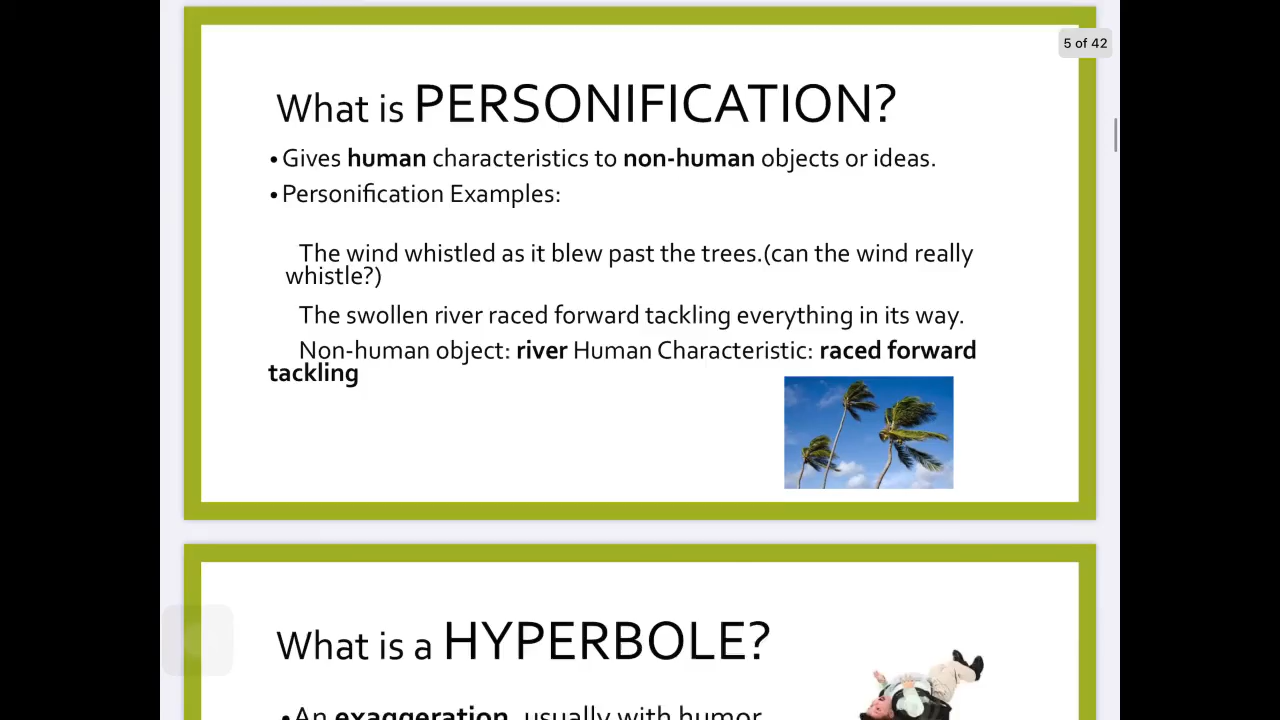 5 of 42
What is PERSONIFICATION?
•Gives human characteristics to non-human objects or ideas.
•Personification Examples:
The wind whistled as it blew past the trees.(can the wind really
whistle?)
The swollen river raced forward tackling everything in its way.
Non-human object: river Human Characteristic: raced forward
tackling
What is a HYPERBOLE?
•An exaggeration, usually with humor